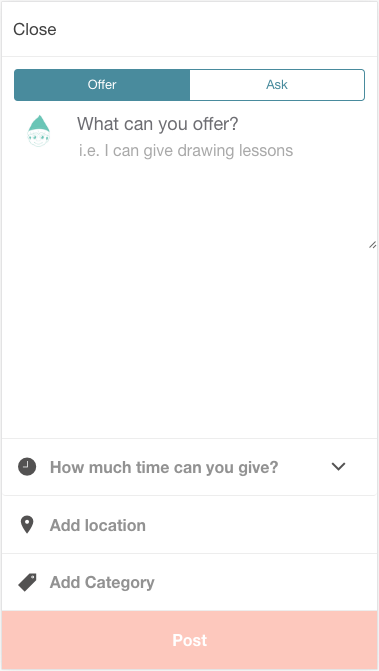 Close
Offer
Ask
What can you offer?
i.e. I can give drawing lessons
How much time can you give?
Add location
Add Category
Post